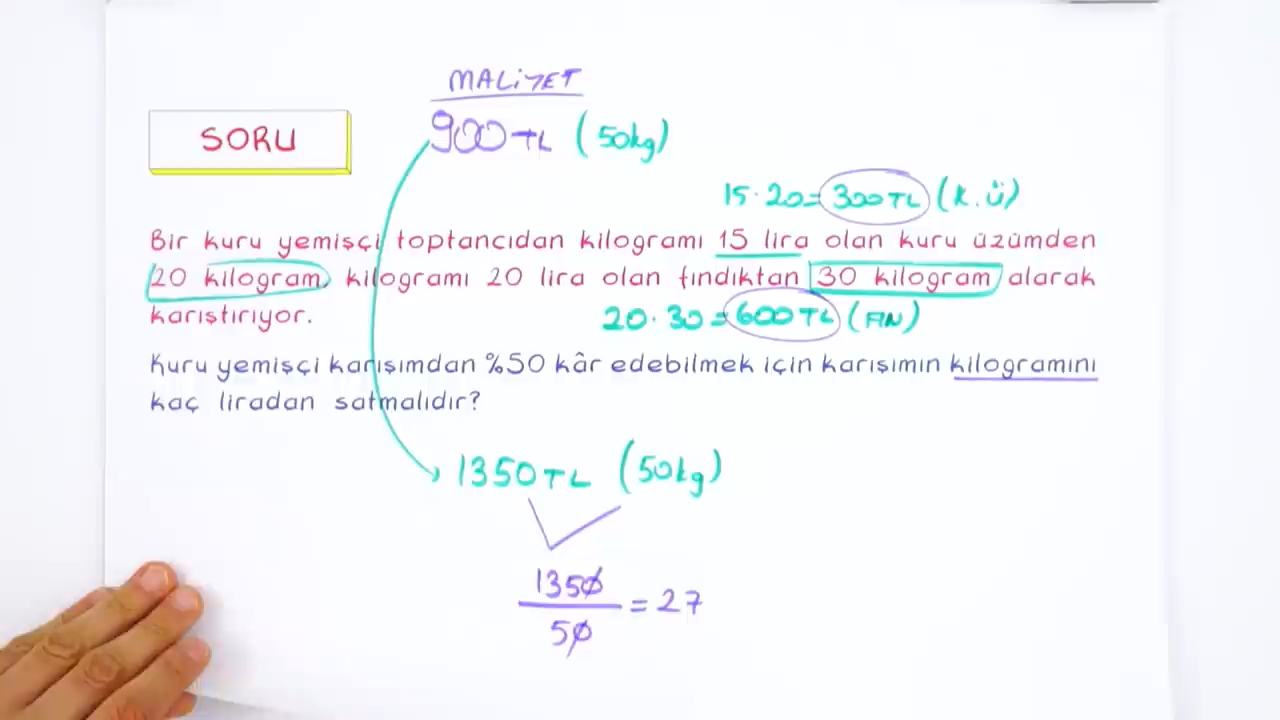 MALİYET
SORU
900 TL (50kg)
15·20=300 TL (K.Ü)
Bir kuru yemişçi toptancıdan kilogramı 15 lira olan kuru üzümden
20 kilogram, kilogramı 20 lira olan fındıktan 30 kilogram alarak
karıştırıyor.
20·30=600 TL (FIN)
Kuru yemişçi karışımdan %50 kâr edebilmek için karışımın kilogramını
kaç liradan satmalıdır?
1350 TL (50kg)
1350
50
= 27